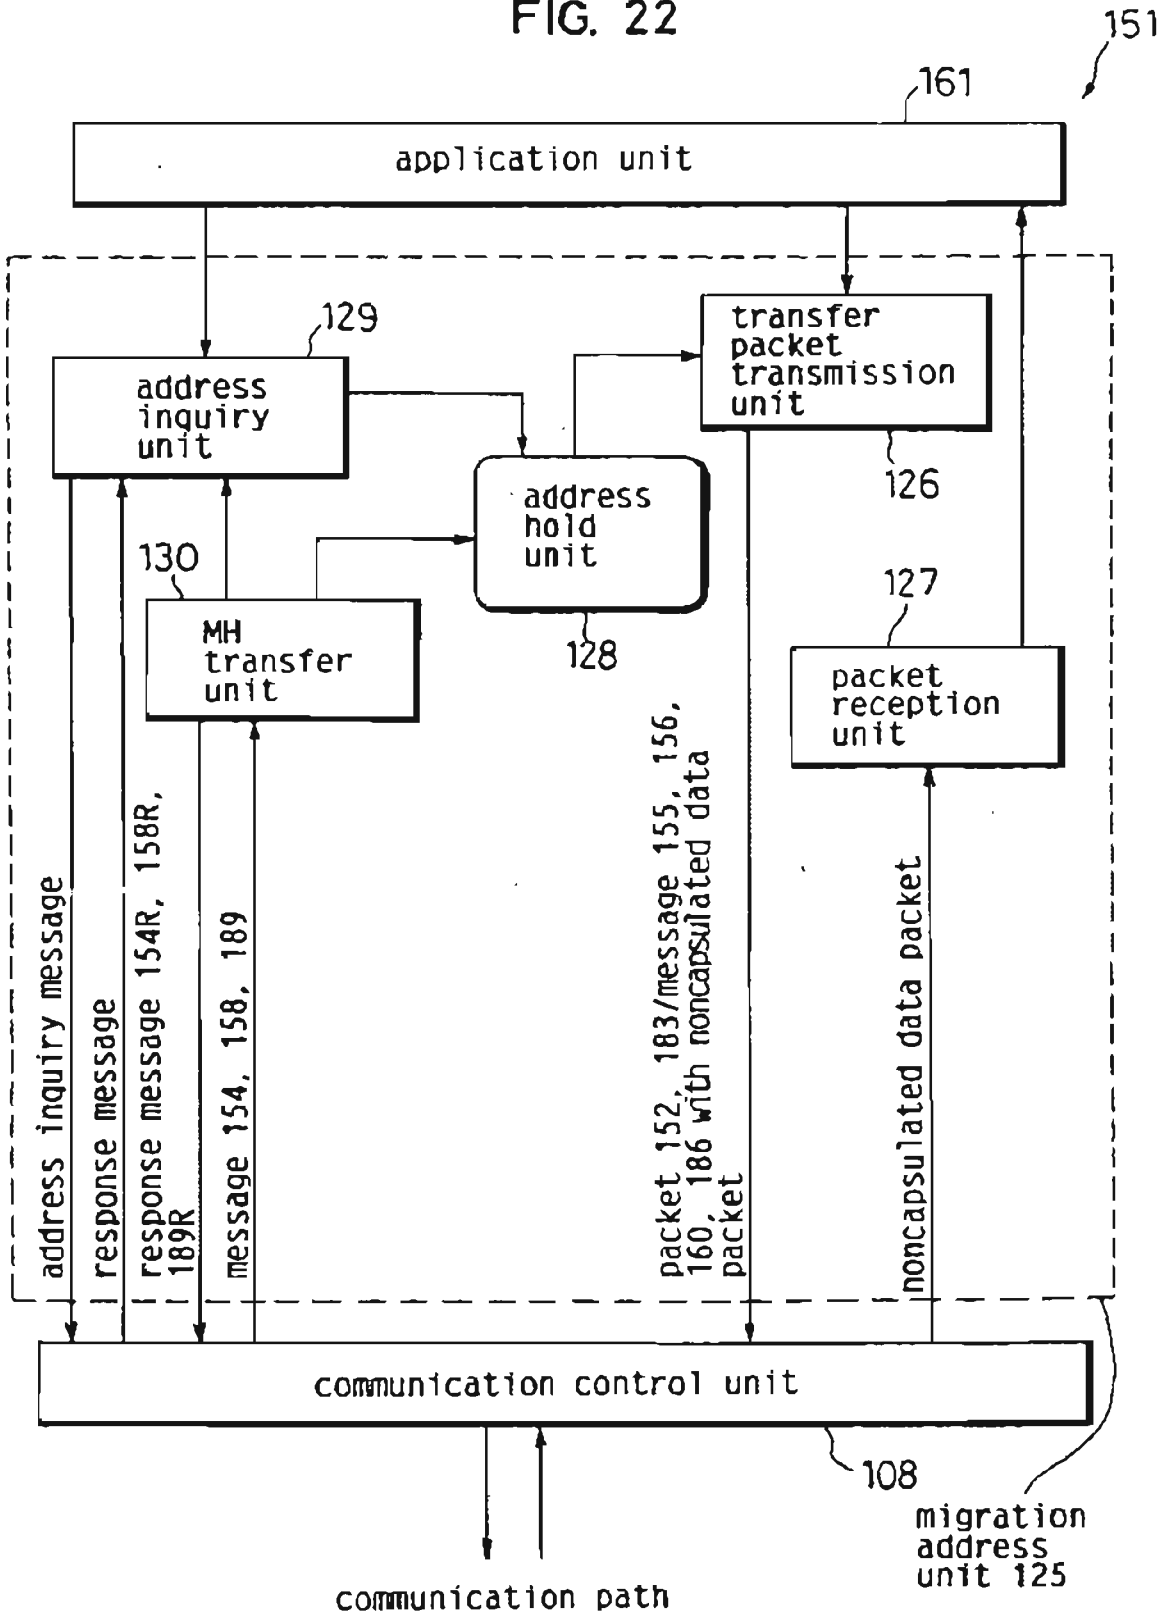 FIG. 22
151
161
application unit
129
transfer
packet
transmission
unit
address
inquiry
unit
126
address
hold
unit
130
127
MH
transfer
unit
128
packet
reception
unit
address inquiry message
response message
response message 154R, 158R,
189R
message 154, 158, 189
packet 152, 183/message 155, 156,
160, 186 with noncapsulated data
packet
noncapsulated data packet
communication control unit
108
migration
address
unit 125
communication path